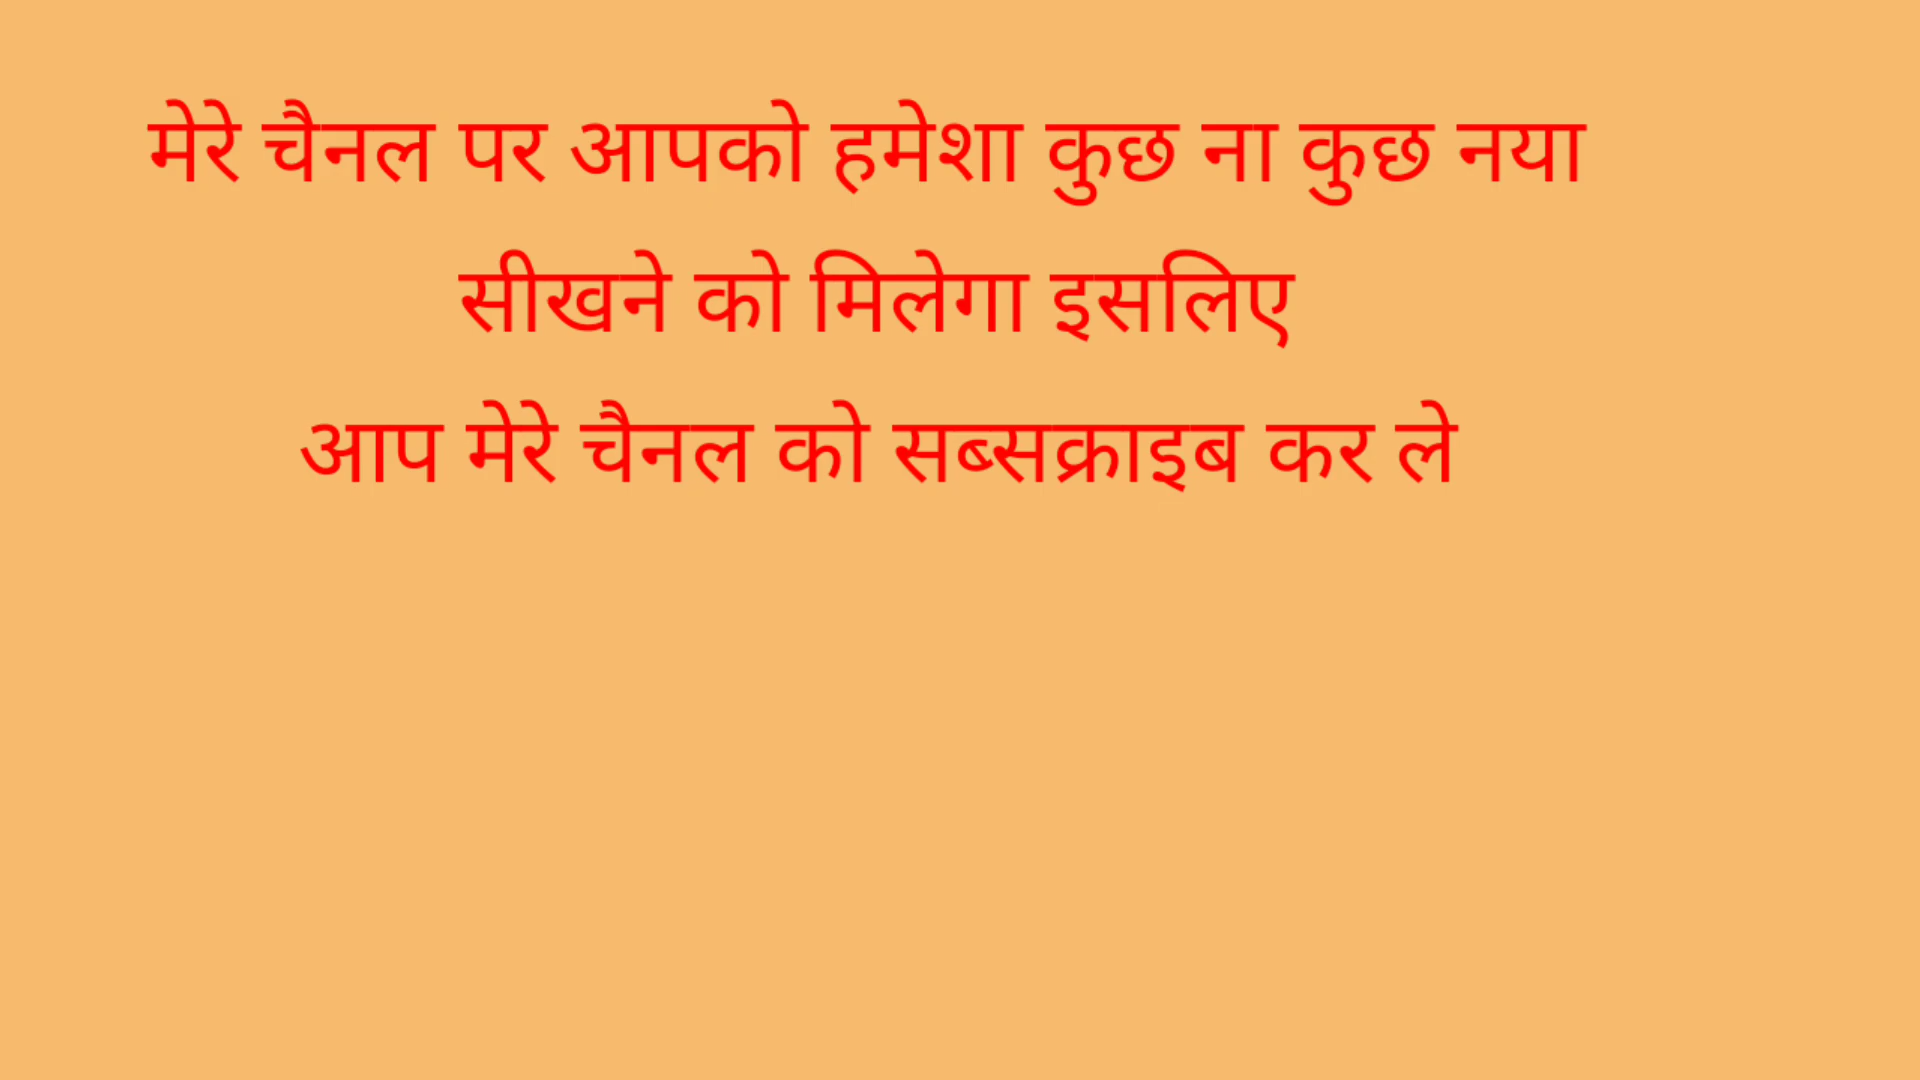 मेरे चैनल पर आपको हमेशा कुछ ना कुछ नया
सीखने को मिलेगा इसलिए
आप मेरे चैनल को सब्सक्राइब कर ले